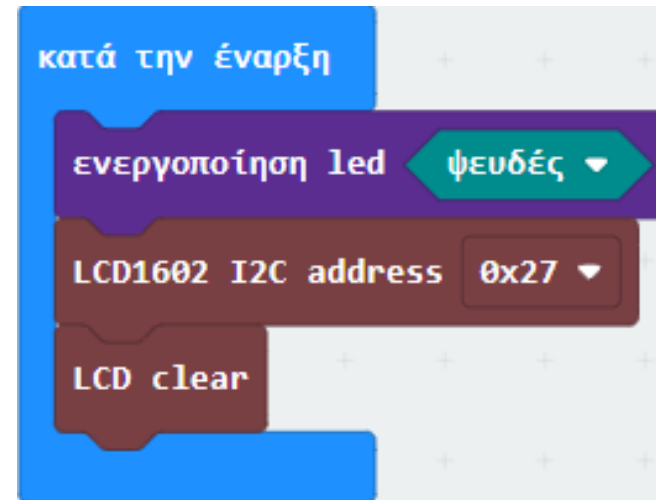 κατά την έναρξη
ενεργοποίηση led ψευδές
LCD1602 I2C address 0x27
LCD clear